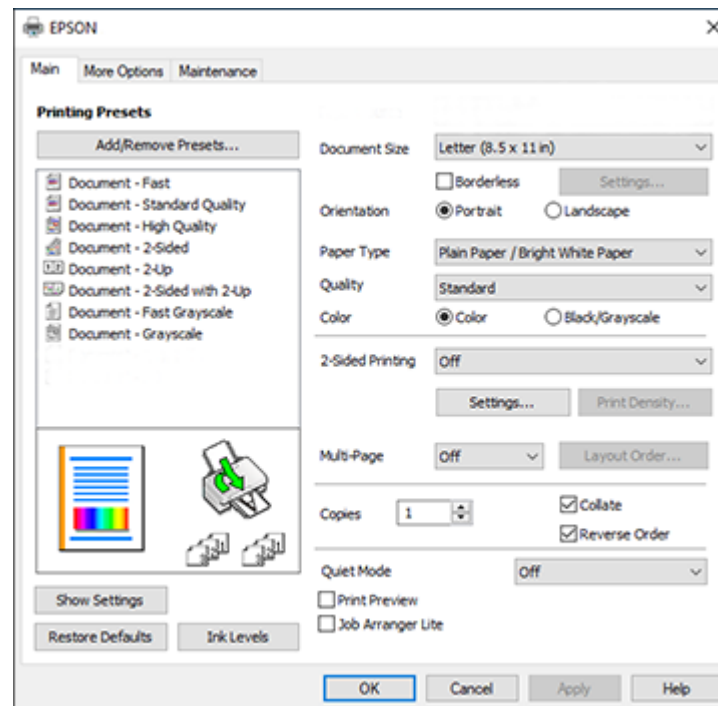 EPSON
Main More Options Maintenance
Printing Presets
Add/Remove Presets...
Document - Fast
Document - Standard Quality
Document - High Quality
Document - 2-Sided
Document - 2-Up
Document - 2-Sided with 2-Up
Document - Fast Grayscale
Document - Grayscale
Show Settings
Restore Defaults Ink Levels
Document Size Letter (8.5 x 11 in)
Borderless Settings...
Orientation Portrait Landscape
Paper Type Plain Paper / Bright White Paper
Quality Standard
Color Color Black/Grayscale
2-Sided Printing Off
Settings... Print Density...
Multi-Page Off Layout Order...
Copies 1 Collate
Reverse Order
Quiet Mode Off
Print Preview
Job Arranger Lite
OK Cancel Apply Help